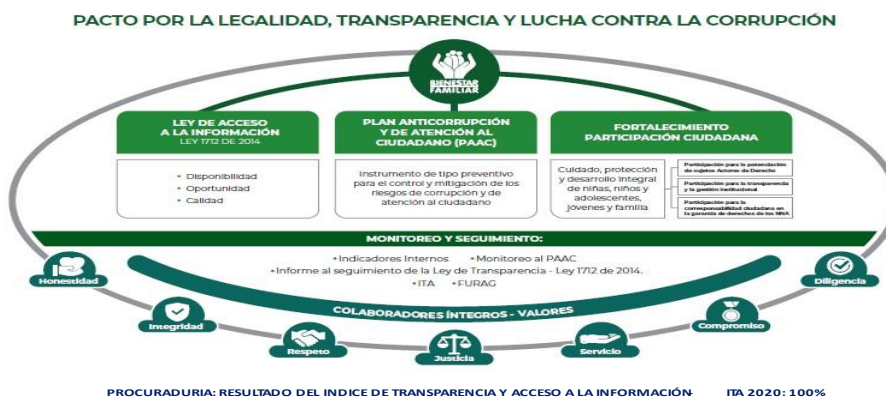 PACTO POR LA LEGALIDAD, TRANSPARENCIA Y LUCHA CONTRA LA CORRUPCIÓN
BIENESTAR
FAMILIAR
LEY DE ACCESO
A LA INFORMACIÓN
LEY 1712 DE 2014
• Disponibilidad
• Oportunidad
• Calidad
PLAN ANTICORRUPCIÓN
Y DE ATENCIÓN AL
CIUDADANO (PAAC)
Instrumento de tipo preventivo
para el control y mitigación de los
riesgos de corrupción y de
atención al ciudadano
FORTALECIMIENTO
PARTICIPACIÓN CIUDADANA
Cuidado, protección
y desarrollo integral
de niñas, niños y
adolescentes,
jóvenes y familia
Participación para la potenciación
de sujetos Actores de Derecho
Participación para la transparencia
y la gestión institucional
Participación para la
corresponsabilidad ciudadana en
la garantía de derechos de los NNA
MONITOREO Y SEGUIMIENTO:
• Indicadores Internos • Monitoreo al PAAC
• Informe al seguimiento de la Ley de Transparencia - Ley 1712 de 2014.
• ITA • FURAG
COLABORADORES ÍNTEGROS - VALORES
Honestidad
Integridad
Respeto
Justicia
Servicio
Compromiso
Diligencia
PROCURADURIA: RESULTADO DEL INDICE DE TRANSPARENCIA Y ACCESO A LA INFORMACIÓN- ITA 2020: 100%